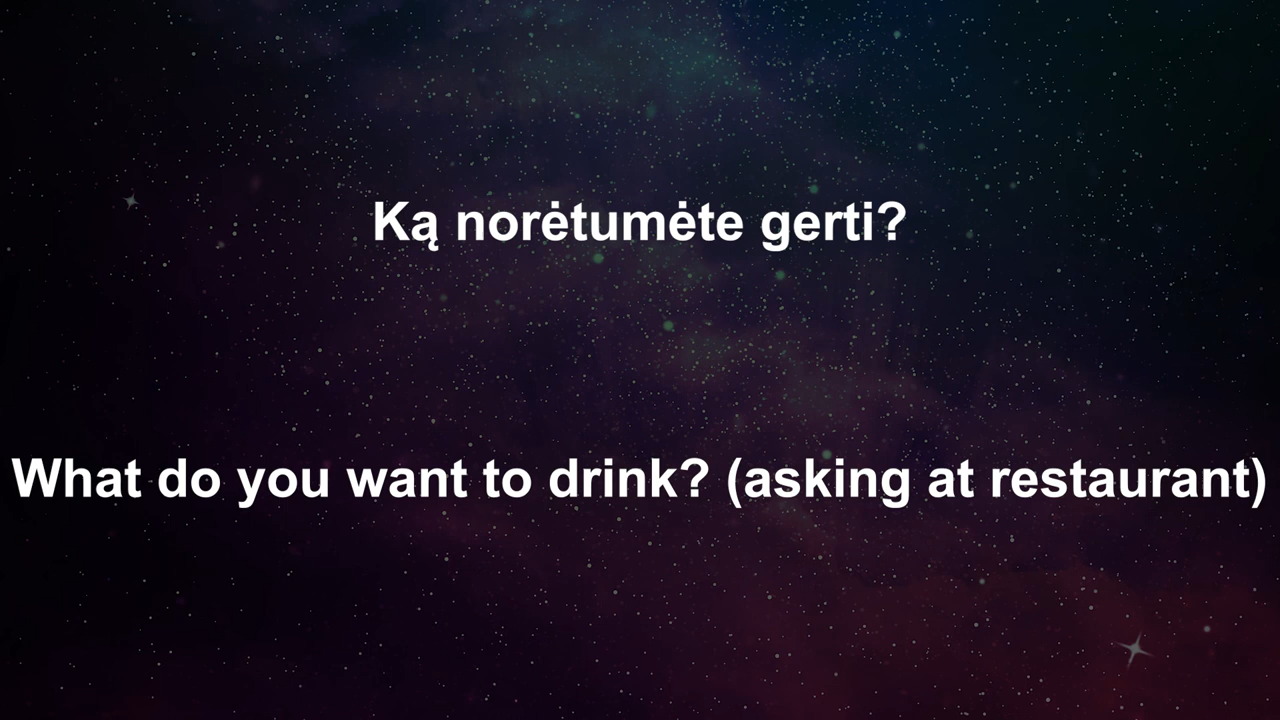 Ką norėtumėte gerti?
What do you want to drink? (asking at restaurant)